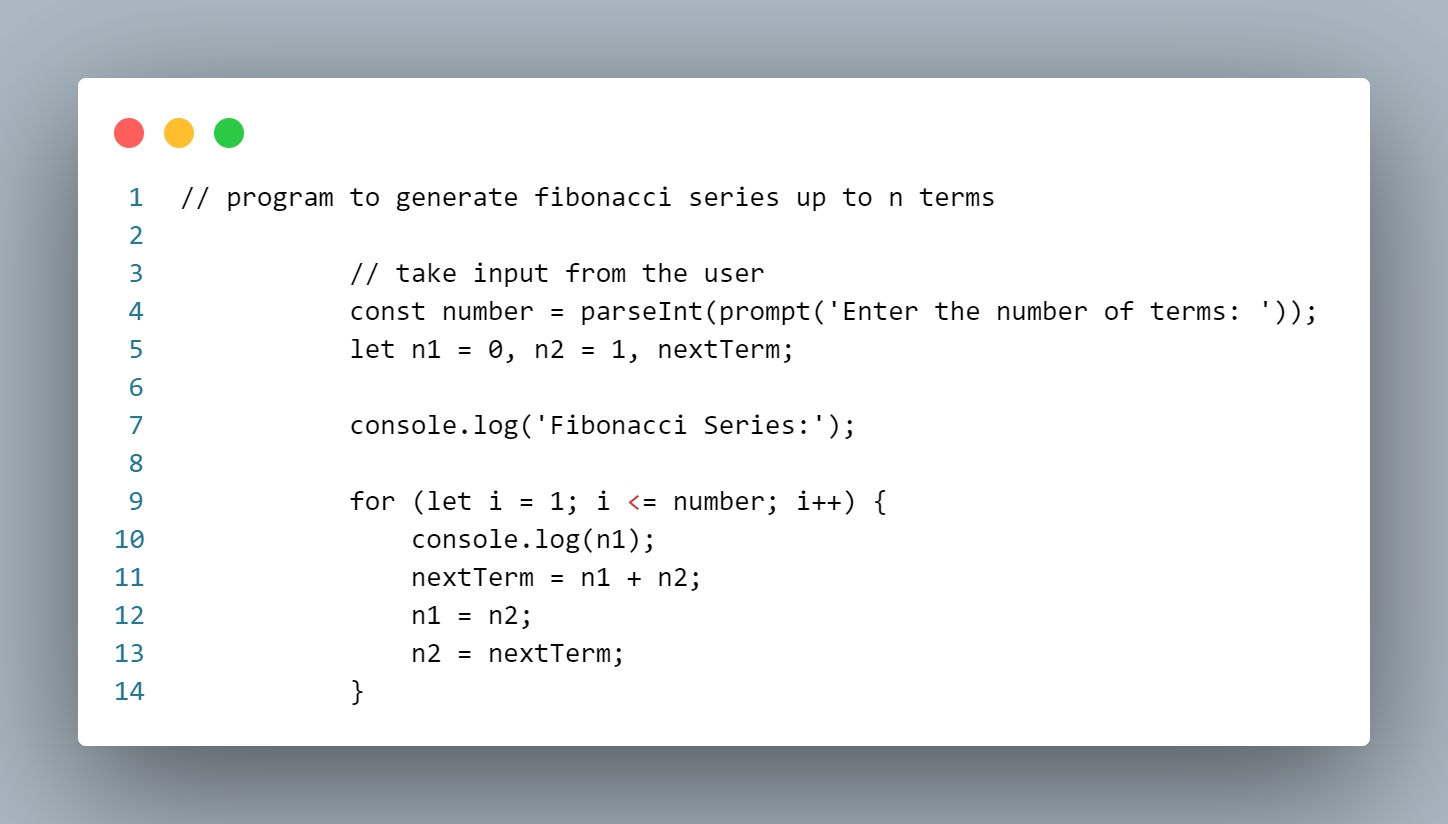 1 // program to generate fibonacci series up to n terms
2
3 // take input from the user
4 const number = parseInt(prompt('Enter the number of terms: '));
5 let n1 = 0, n2 = 1, nextTerm;
6
7 console.log('Fibonacci Series:');
8
9 for (let i = 1; i <= number; i++) {
10 console.log(n1);
11 nextTerm = n1 + n2;
12 n1 = n2;
13 n2 = nextTerm;
14 }